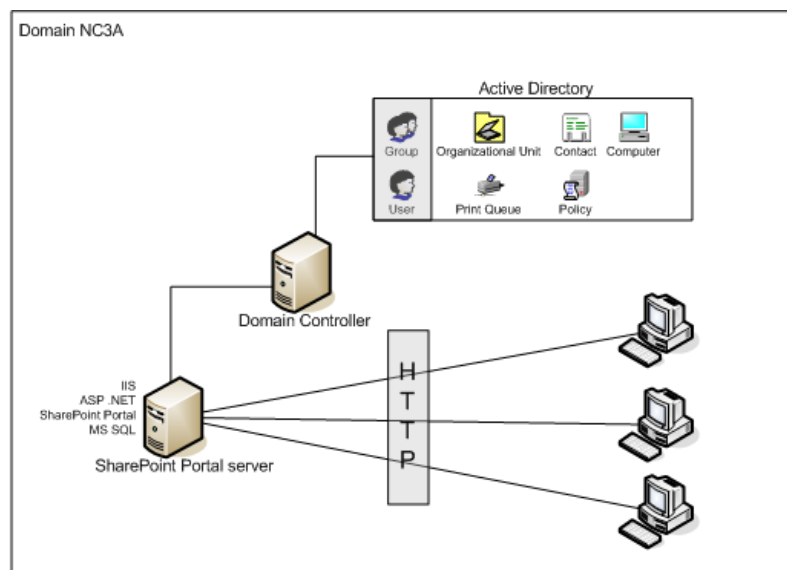 Domain NC3A
Active Directory
Group
Organizational Unit
Contact
Computer
User
Print Queue
Policy
Domain Controller
IIS
ASP .NET
SharePoint Portal
MS SQL
SharePoint Portal server
H
T
T
P